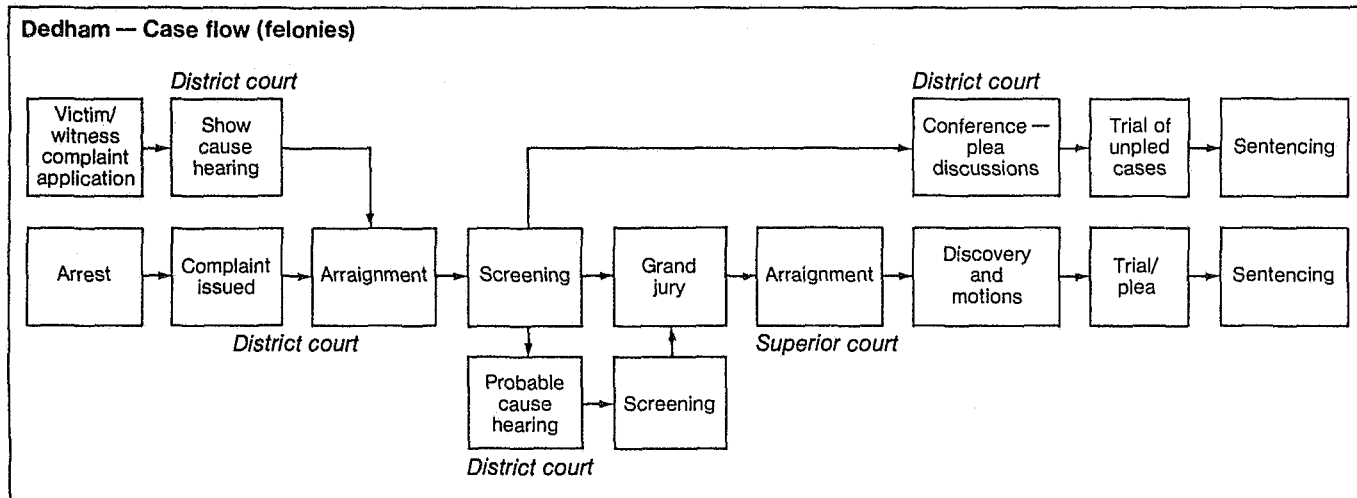 Dedham — Case flow (felonies)
District court
District court
Victim/
witness
complaint
application
Show
cause
hearing
Conference —
plea
discussions
Trial of
unpled
cases
Sentencing
Arrest
Complaint
issued
Arraignment
Screening
Grand
jury
Arraignment
Discovery
and
motions
Trial/
plea
Sentencing
District court
Superior court
Probable
cause
hearing
Screening
District court